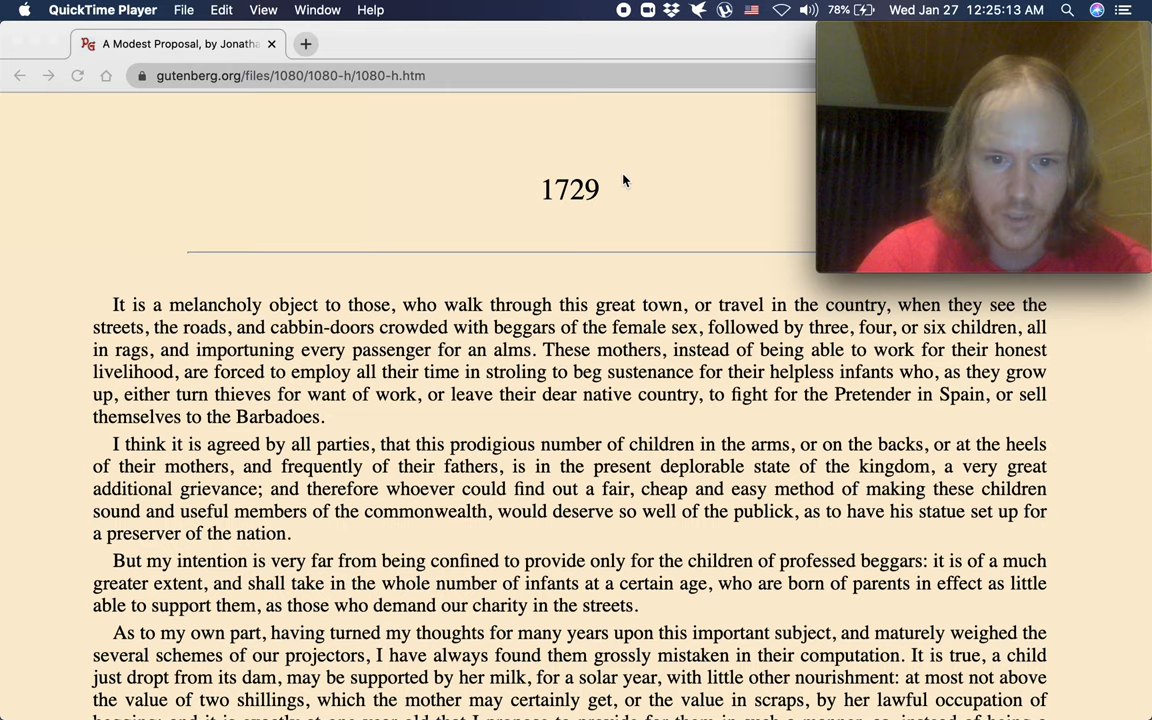 QuickTime Player File Edit View Window Help 78% Wed Jan 27 12:25:13 AM
A Modest Proposal, by Jonatha
gutenberg.org/files/1080/1080-h/1080-h.htm
1729
It is a melancholy object to those, who walk through this great town, or travel in the country, when they see the
streets, the roads, and cabbin-doors crowded with beggars of the female sex, followed by three, four, or six children, all
in rags, and importuning every passenger for an alms. These mothers, instead of being able to work for their honest
livelihood, are forced to employ all their time in stroling to beg sustenance for their helpless infants who, as they grow
up, either turn thieves for want of work, or leave their dear native country, to fight for the Pretender in Spain, or sell
themselves to the Barbadoes.
I think it is agreed by all parties, that this prodigious number of children in the arms, or on the backs, or at the heels
of their mothers, and frequently of their fathers, is in the present deplorable state of the kingdom, a very great
additional grievance; and therefore whoever could find out a fair, cheap and easy method of making these children
sound and useful members of the commonwealth, would deserve so well of the publick, as to have his statue set up for
a preserver of the nation.
But my intention is very far from being confined to provide only for the children of professed beggars: it is of a much
greater extent, and shall take in the whole number of infants at a certain age, who are born of parents in effect as little
able to support them, as those who demand our charity in the streets.
As to my own part, having turned my thoughts for many years upon this important subject, and maturely weighed the
several schemes of our projectors, I have always found them grossly mistaken in their computation. It is true, a child
just dropt from its dam, may be supported by her milk, for a solar year, with little other nourishment: at most not above
the value of two shillings, which the mother may certainly get, or the value in scraps, by her lawful occupation of